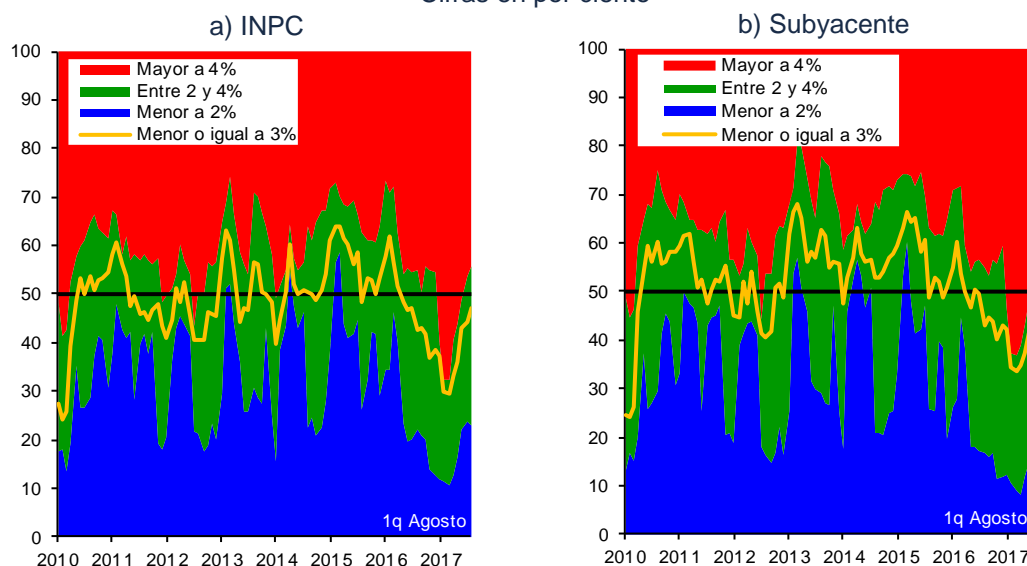 Cifras en por ciento
a) INPC
100
90
80
70
60
50
40
30
20
10
0
Mayor a 4%
Entre 2 y 4%
Menor a 2%
Menor o igual a 3%
1q Agosto
2010 2011 2012 2013 2014 2015 2016 2017
b) Subyacente
100
90
80
70
60
50
40
30
20
10
0
Mayor a 4%
Entre 2 y 4%
Menor a 2%
Menor o igual a 3%
1q Agosto
2010 2011 2012 2013 2014 2015 2016 2017